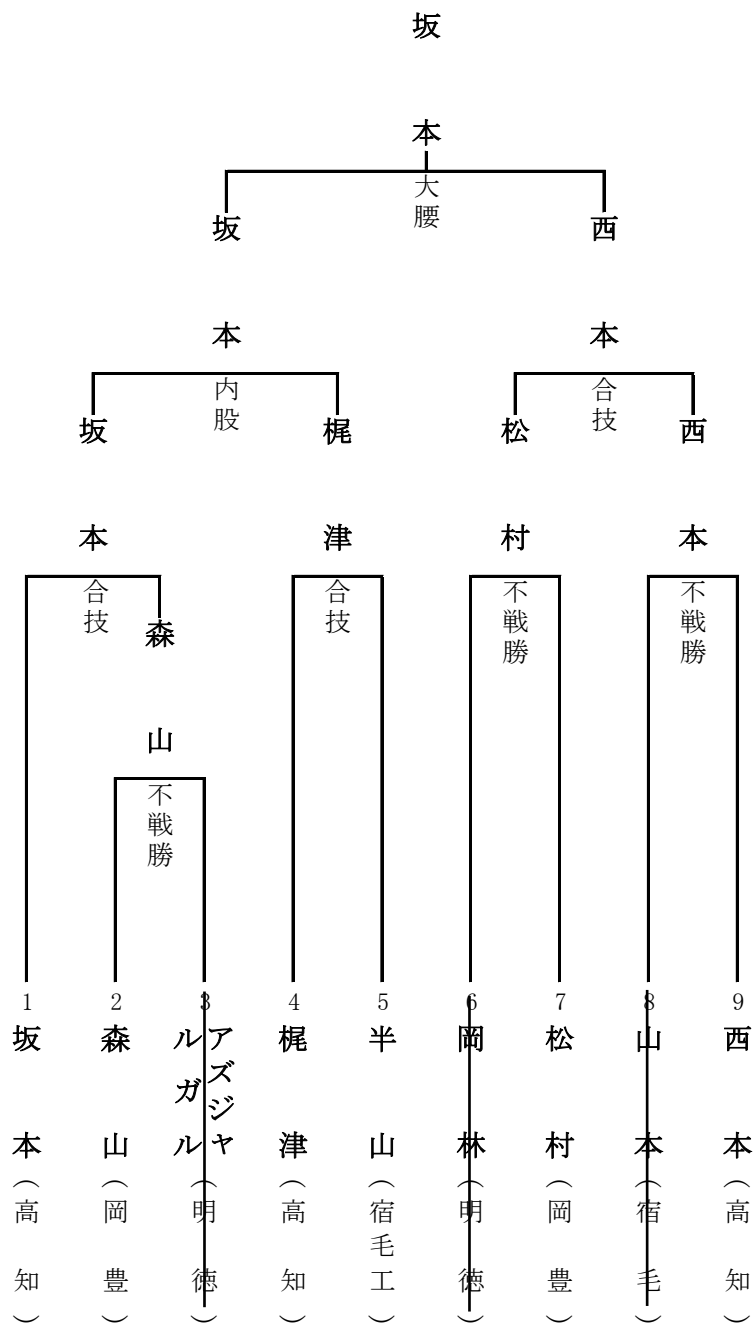 坂本
大腰
坂本
西本
内股
合技
坂本
梶津
松村
西本
合技
森山
合技
不戦勝
不戦勝
不戦勝
1
2
3
4
5
6
7
8
9
坂本(高知)
森山(岡豊)
アズジャルガル(明徳)
梶津(高知)
半山(宿毛工)
岡林(明徳)
松村(岡豊)
山本(宿毛)
西本(高知)